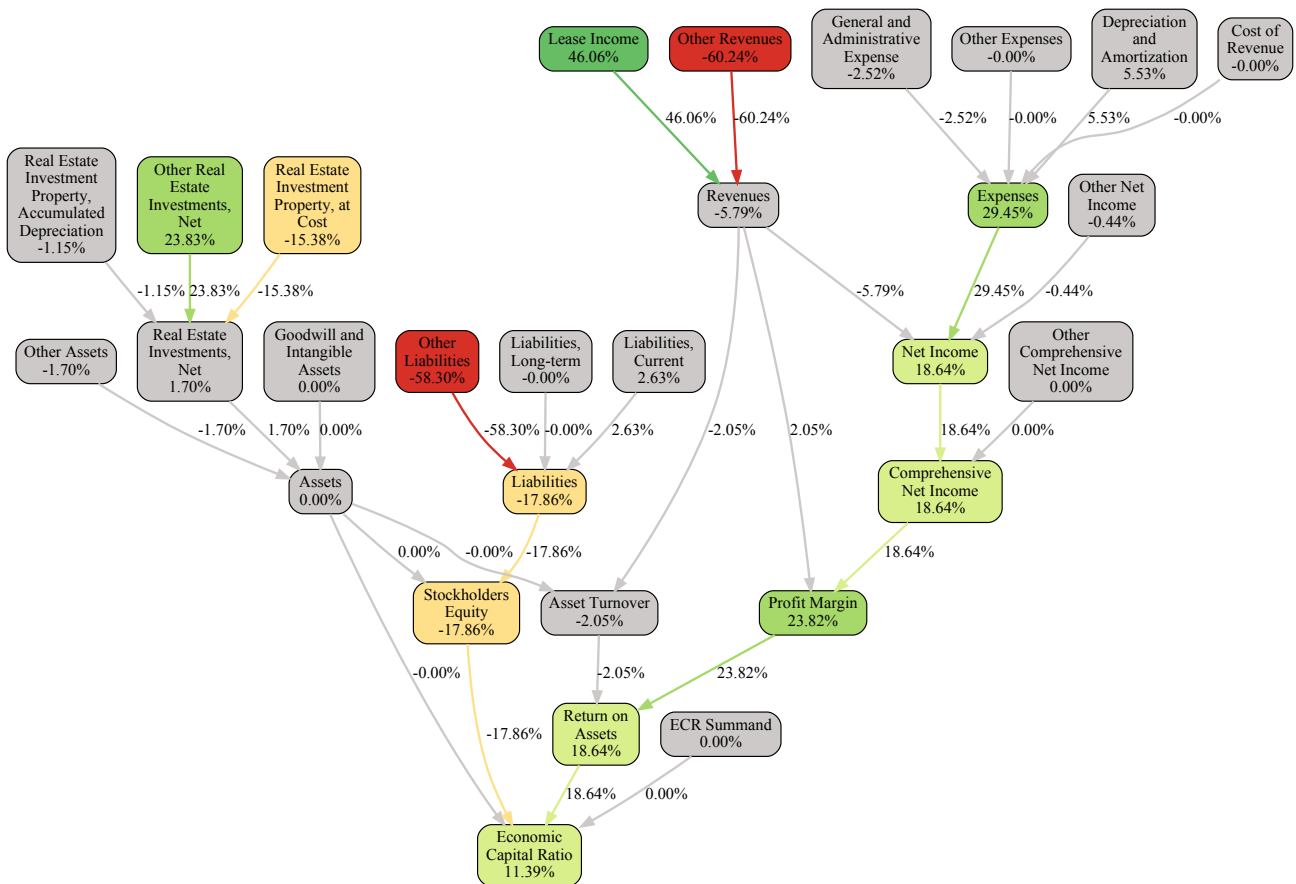 Lease Income
46.06%
Other Revenues
-60.24%
General and
Administrative
Expense
-2.52%
Other Expenses
-0.00%
Depreciation
and
Amortization
5.53%
Cost of
Revenue
-0.00%
46.06%
-60.24%
-2.52%
-0.00%
5.53%
-0.00%
Real Estate
Investment
Property,
Accumulated
Depreciation
-1.15%
Other Real
Estate
Investments,
Net
23.83%
Real Estate
Investment
Property, at
Cost
-15.38%
Revenues
-5.79%
Expenses
29.45%
Other Net
Income
-0.44%
-1.15%
23.83%
-15.38%
-5.79%
29.45%
-0.44%
Other Assets
-1.70%
Real Estate
Investments,
Net
1.70%
Goodwill and
Intangible
Assets
0.00%
Other
Liabilities
-58.30%
Liabilities,
Long-term
-0.00%
Liabilities,
Current
2.63%
Net Income
18.64%
Other
Comprehensive
Net Income
0.00%
-1.70%
1.70%
0.00%
-58.30%
-0.00%
2.63%
-2.05%
2.05%
18.64%
0.00%
Assets
0.00%
Liabilities
-17.86%
Comprehensive
Net Income
18.64%
0.00%
-0.00%
-17.86%
18.64%
Stockholders
Equity
-17.86%
Asset Turnover
-2.05%
Profit Margin
23.82%
-0.00%
-2.05%
23.82%
-17.86%
Return on
Assets
18.64%
ECR Summand
0.00%
18.64%
0.00%
Economic
Capital Ratio
11.39%